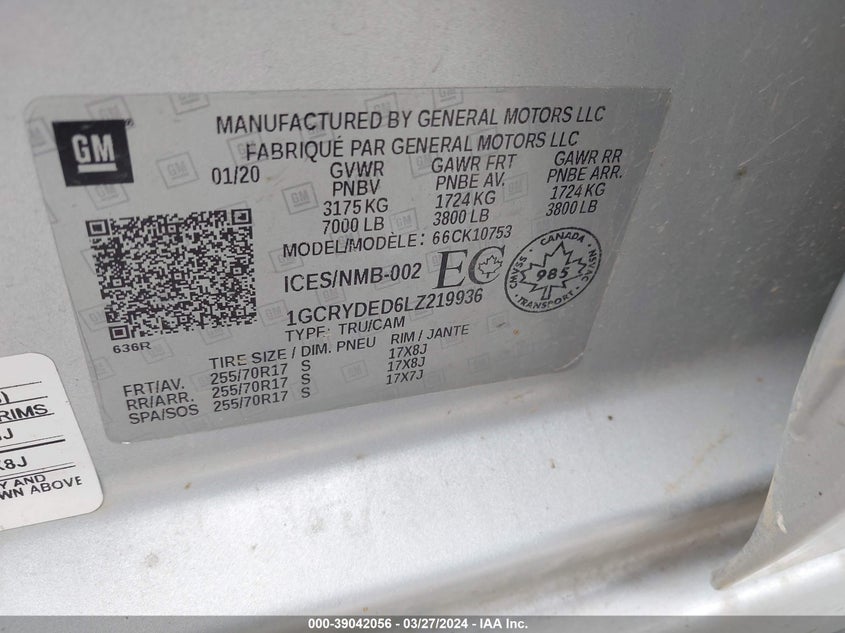 GM
MANUFACTURED BY GENERAL MOTORS LLC
FABRIQUÉ PAR GENERAL MOTORS LLC
01/20 GVWR GAWR FRT GAWR RR
PNBV PNBE AV. PNBE ARR.
3175 KG 1724 KG 1724 KG
7000 LB 3800 LB 3800 LB
MODEL/MODÈLE: 66CK10753
ICES/NMB-002 EC
CANADA
CMVSS 985 NSVAC
TRANSPORT
1GCRYDED6LZ219936
TYPE: TRU/CAM
636R
TIRE SIZE / DIM. PNEU RIM / JANTE
FRT/AV. 255/70R17 S 17X8J
RR/ARR. 255/70R17 S 17X8J
SPA/SOS 255/70R17 S 17X7J
RIMS
J
X8J
Y AND
WN ABOVE
000-39042056 — 03/27/2024 — IAA Inc.